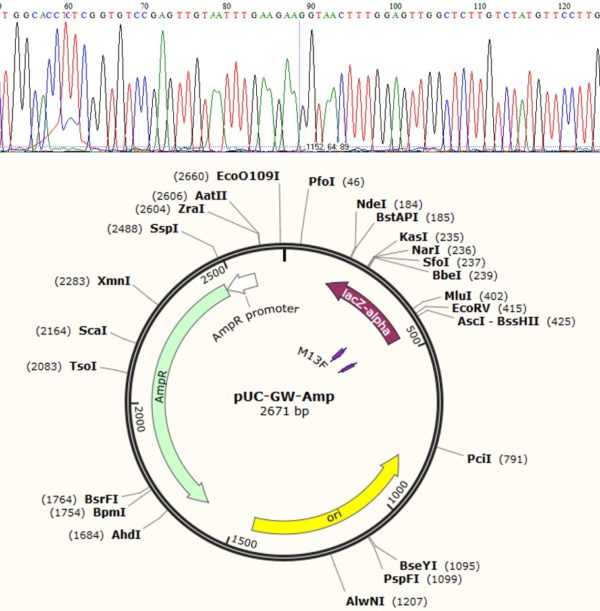 60 70 80 90 100 110 120
T GGCACC CTCGGTGTCCGAGTTGTAATTTGAAGAAGGTAACTTTGGAGTTGGCTCTTGTCTATGTTCCTTG
1152, 64; 89
(2660) EcoO109I
PfoI (46)
(2606) AatII
NdeI (184)
(2604) ZraI
BstAPI (185)
(2488) SspI
KasI (235)
NarI (236)
SfoI (237)
BbeI (239)
2500
(2283) XmnI
lacZ-alpha
MluI (402)
AmpR promoter
EcoRV (415)
AscI - BssHII (425)
(2164) ScaI
500
M13F
(2083) TsoI
AmpR
pUC-GW-Amp
2671 bp
2000
PciI (791)
(1764) BsrFI
(1754) BpmI
1000
(1684) AhdI
ori
1500
BseYI (1095)
PspFI (1099)
AlwNI (1207)